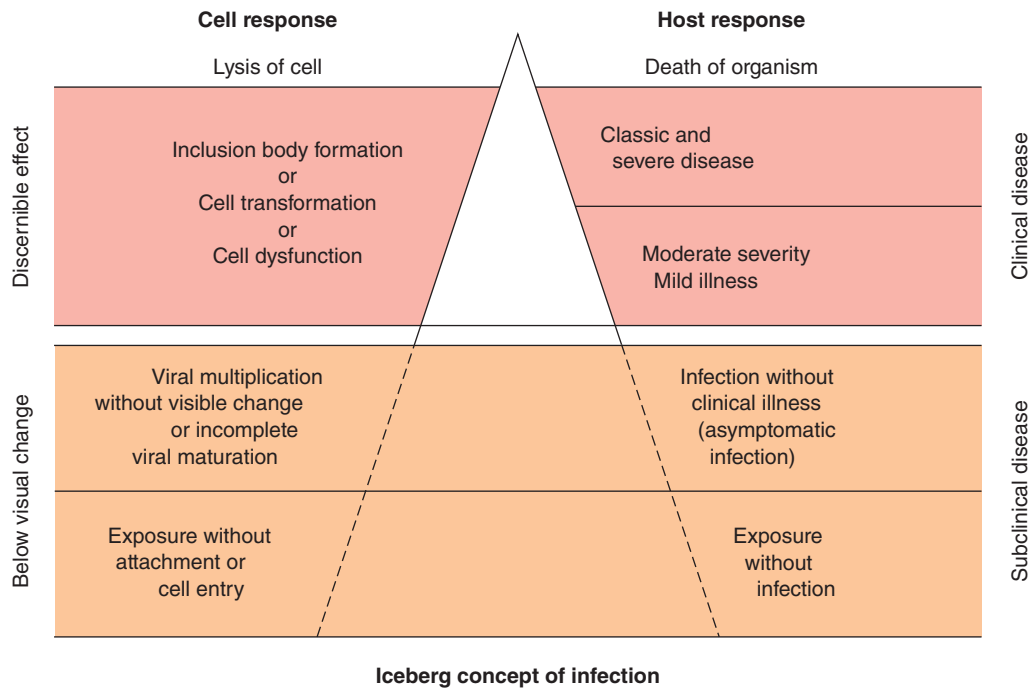 Cell response
Host response
Lysis of cell
Death of organism
Discernible effect
Inclusion body formation
or
Cell transformation
or
Cell dysfunction
Classic and
severe disease
Moderate severity
Mild illness
Clinical disease
Below visual change
Viral multiplication
without visible change
or incomplete
viral maturation
Infection without
clinical illness
(asymptomatic
infection)
Exposure without
attachment or
cell entry
Exposure
without
infection
Subclinical disease
Iceberg concept of infection